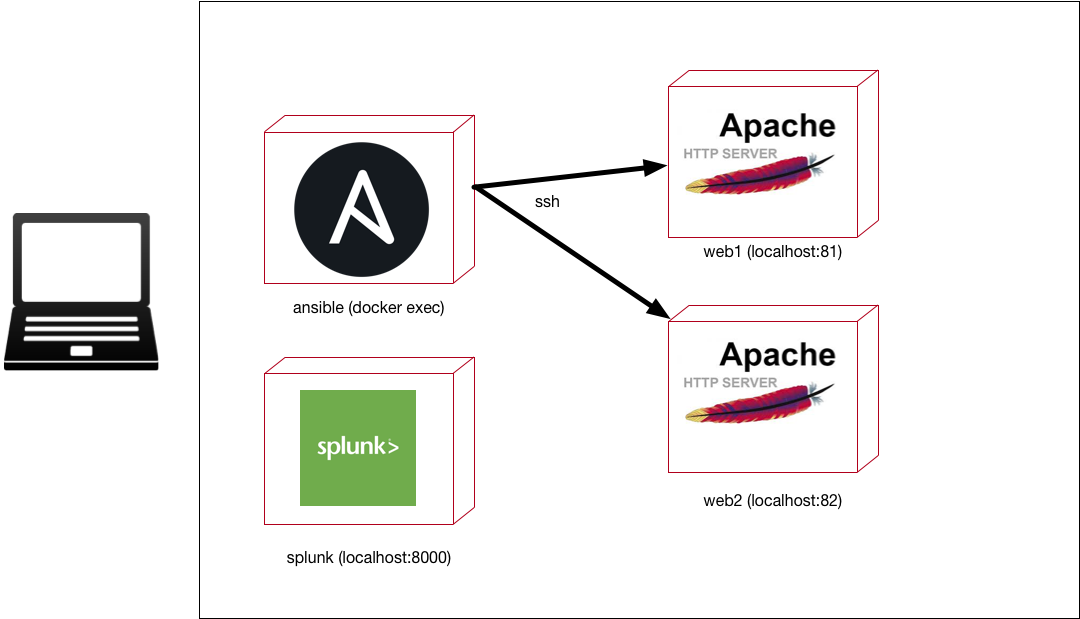 Apache
HTTP SERVER
web1 (localhost:81)
ssh
ansible (docker exec)
Apache
HTTP SERVER
web2 (localhost:82)
splunk>
splunk (localhost:8000)